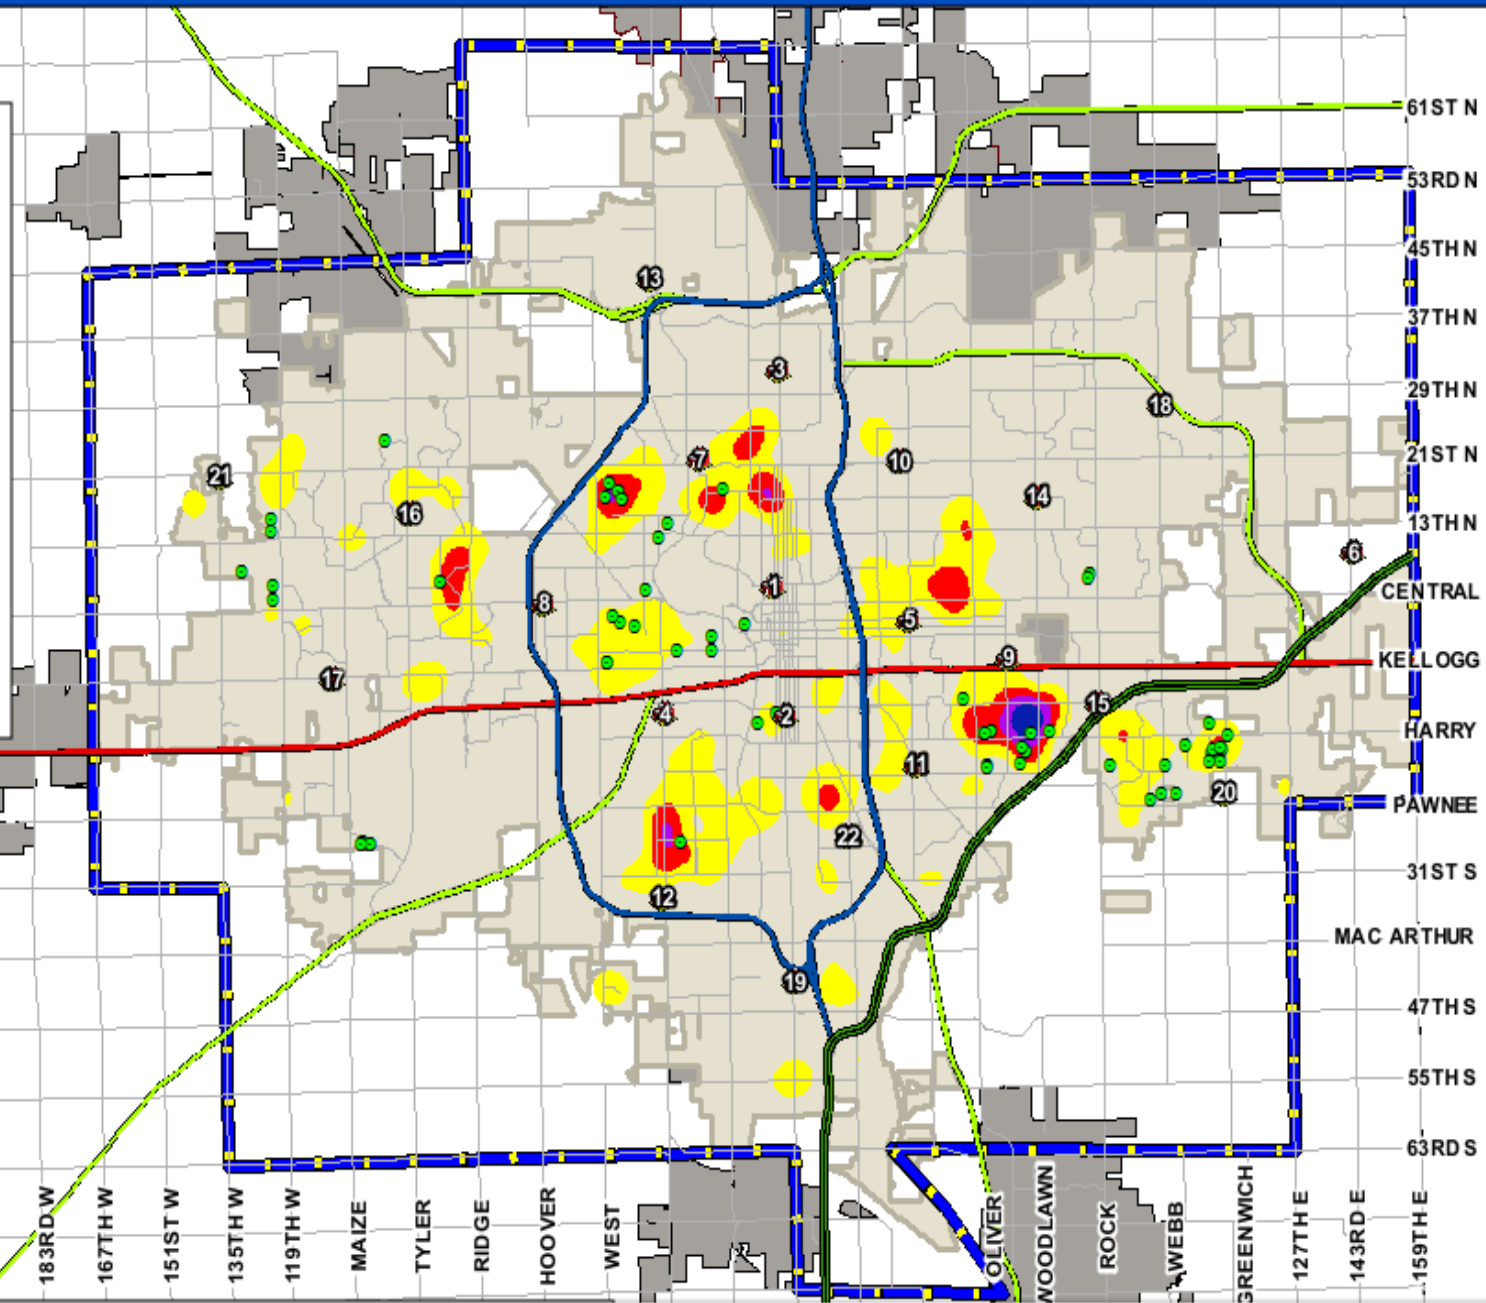 61ST N
53RD N
45TH N
13
37TH N
3
29TH N
18
21ST N
7
10
21
14
16
13TH N
6
1
CENTRAL
8
5
9
KELLOGG
17
15
4
2
HARRY
11
20
PAWNEE
22
31ST S
12
MAC ARTHUR
19
47TH S
55TH S
63RD S
183RD W
167TH W
151ST W
135TH W
119TH W
MAIZE
TYLER
RIDGE
HOOVER
WEST
OLIVER
WOODLAWN
ROCK
WEBB
GREENWICH
127TH E
143RD E
159TH E